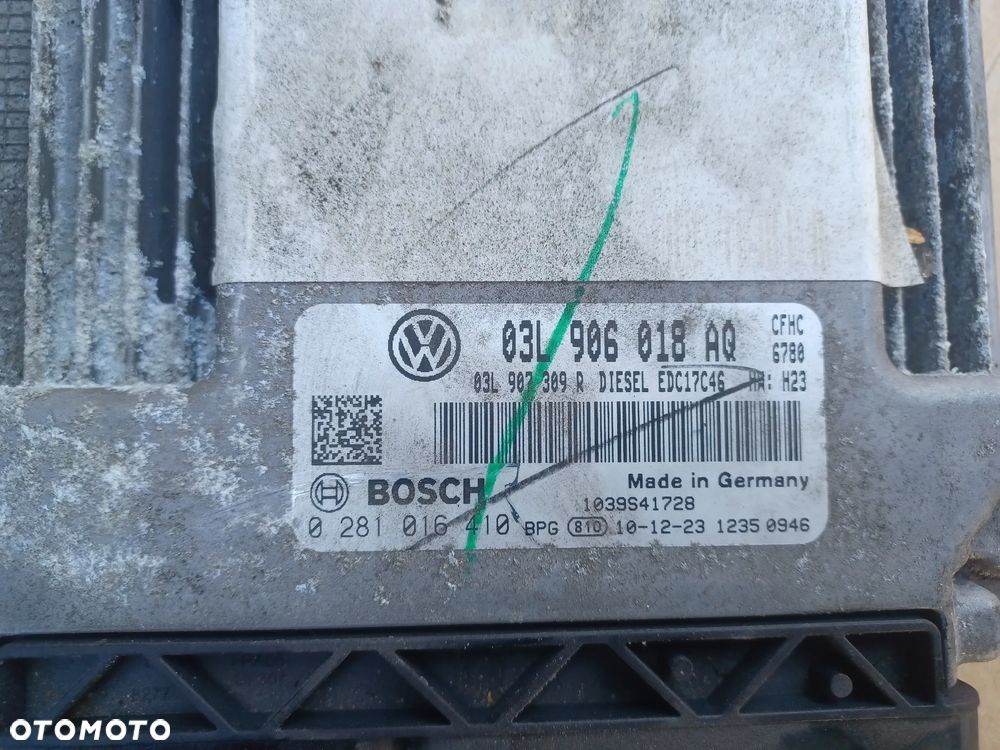 03L 906 018 AQ
CFHC
6780
03L 907 309 R DIESEL EDC17C46 HW: H23
Made in Germany
BOSCH
1039S41728
0 281 016 410 BPG 810 10-12-23 1235 0946
OTOMOTO